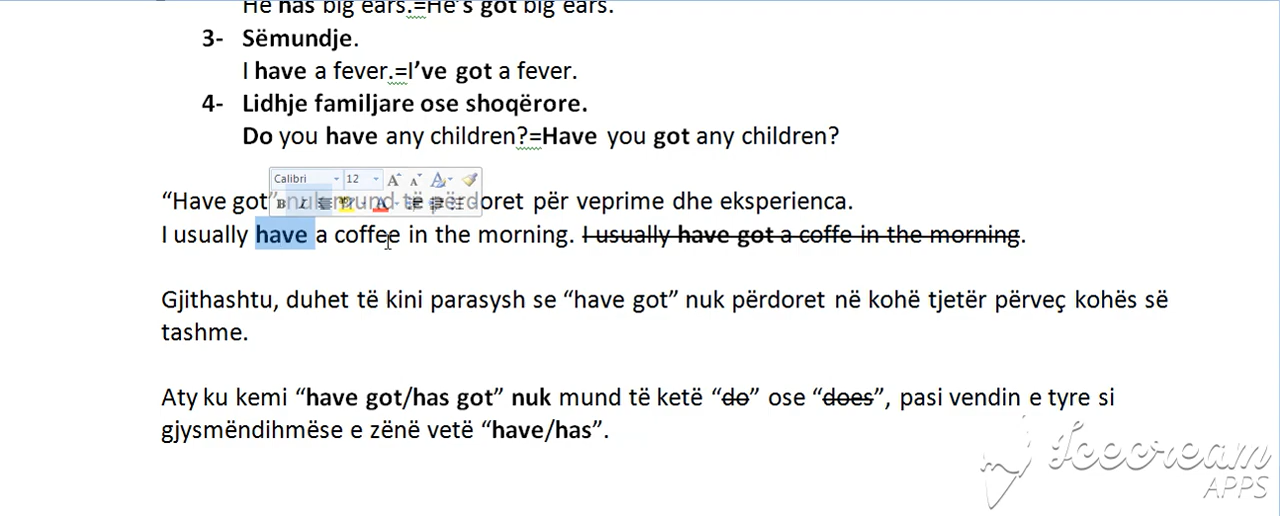 He has big ears.=He's got big ears.
3- Sëmundje.
I have a fever.=I've got a fever.
4- Lidhje familjare ose shoqërore.
Do you have any children?=Have you got any children?
Calibri 12
“Have got” nuk mund të përdoret për veprime dhe eksperienca.
I usually have a coffee in the morning. I usually have got a coffe in the morning.
Gjithashtu, duhet të kini parasysh se “have got” nuk përdoret në kohë tjetër përveç kohës së
tashme.
Aty ku kemi “have got/has got” nuk mund të ketë “do” ose “does”, pasi vendin e tyre si
gjysmëndihmëse e zënë vetë “have/has”.
Icecream
APPS